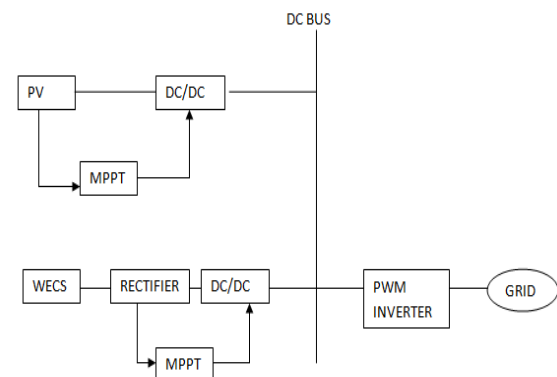 DC BUS
PV
DC/DC
MPPT
WECS
RECTIFIER
DC/DC
PWM
INVERTER
GRID
MPPT